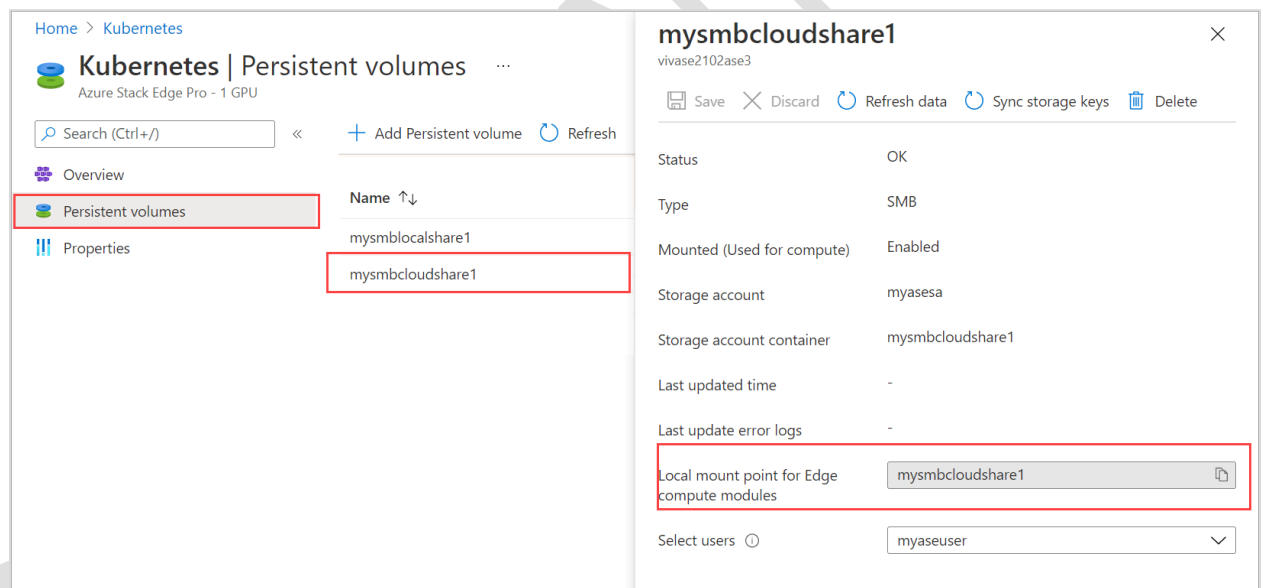 Home > Kubernetes
Kubernetes | Persistent volumes ...
Azure Stack Edge Pro - 1 GPU
Search (Ctrl+/)
«
Overview
Persistent volumes
Properties
+ Add Persistent volume
Refresh
Name ↑↓
mysmblocalshare1
mysmbcloudshare1
mysmbcloudshare1
vivase2102ase3
Save
Discard
Refresh data
Sync storage keys
Delete
Status OK
Type SMB
Mounted (Used for compute) Enabled
Storage account myasesa
Storage account container mysmbcloudshare1
Last updated time -
Last update error logs -
Local mount point for Edge
compute modules
mysmbcloudshare1
Select users myaseuser